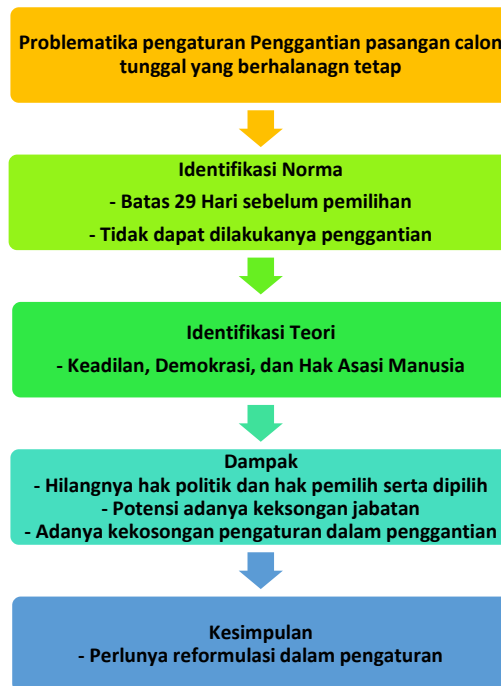 Problematika pengaturan Penggantian pasangan calon
tunggal yang berhalanagn tetap
Identifikasi Norma
- Batas 29 Hari sebelum pemilihan
- Tidak dapat dilakukanya penggantian
Identifikasi Teori
- Keadilan, Demokrasi, dan Hak Asasi Manusia
Dampak
- Hilangnya hak politik dan hak pemilih serta dipilih
- Potensi adanya keksongan jabatan
- Adanya kekosongan pengaturan dalam penggantian
Kesimpulan
- Perlunya reformulasi dalam pengaturan